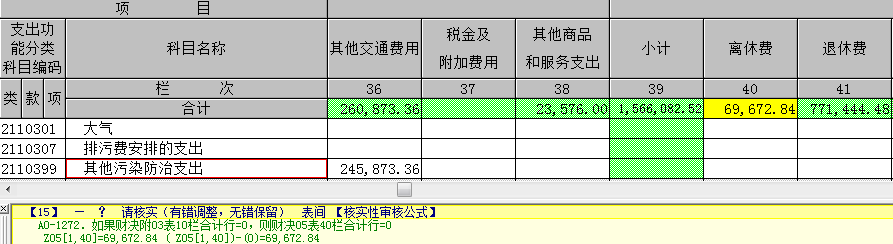 项 目
支出功能分类科目编码 科目名称 其他交通费用 税金及附加费用 其他商品和服务支出 小计 离休费 退休费
栏 次 36 37 38 39 40 41
类 款 项 合计 260,873.36 23,576.00 1,566,082.52 69,672.84 771,444.48
2110301 大气
2110307 排污费安排的支出
2110399 其他污染防治支出 245,873.36
【15】 — ? 请核实(有错调整,无错保留) 表间【核实性审核公式】
A0-1272. 如果财决附03表10栏合计行=0,则财决05表40栏合计行=0
Z05[1,40]=69,672.84 ( Z05[1,40])-(0)=69,672.84